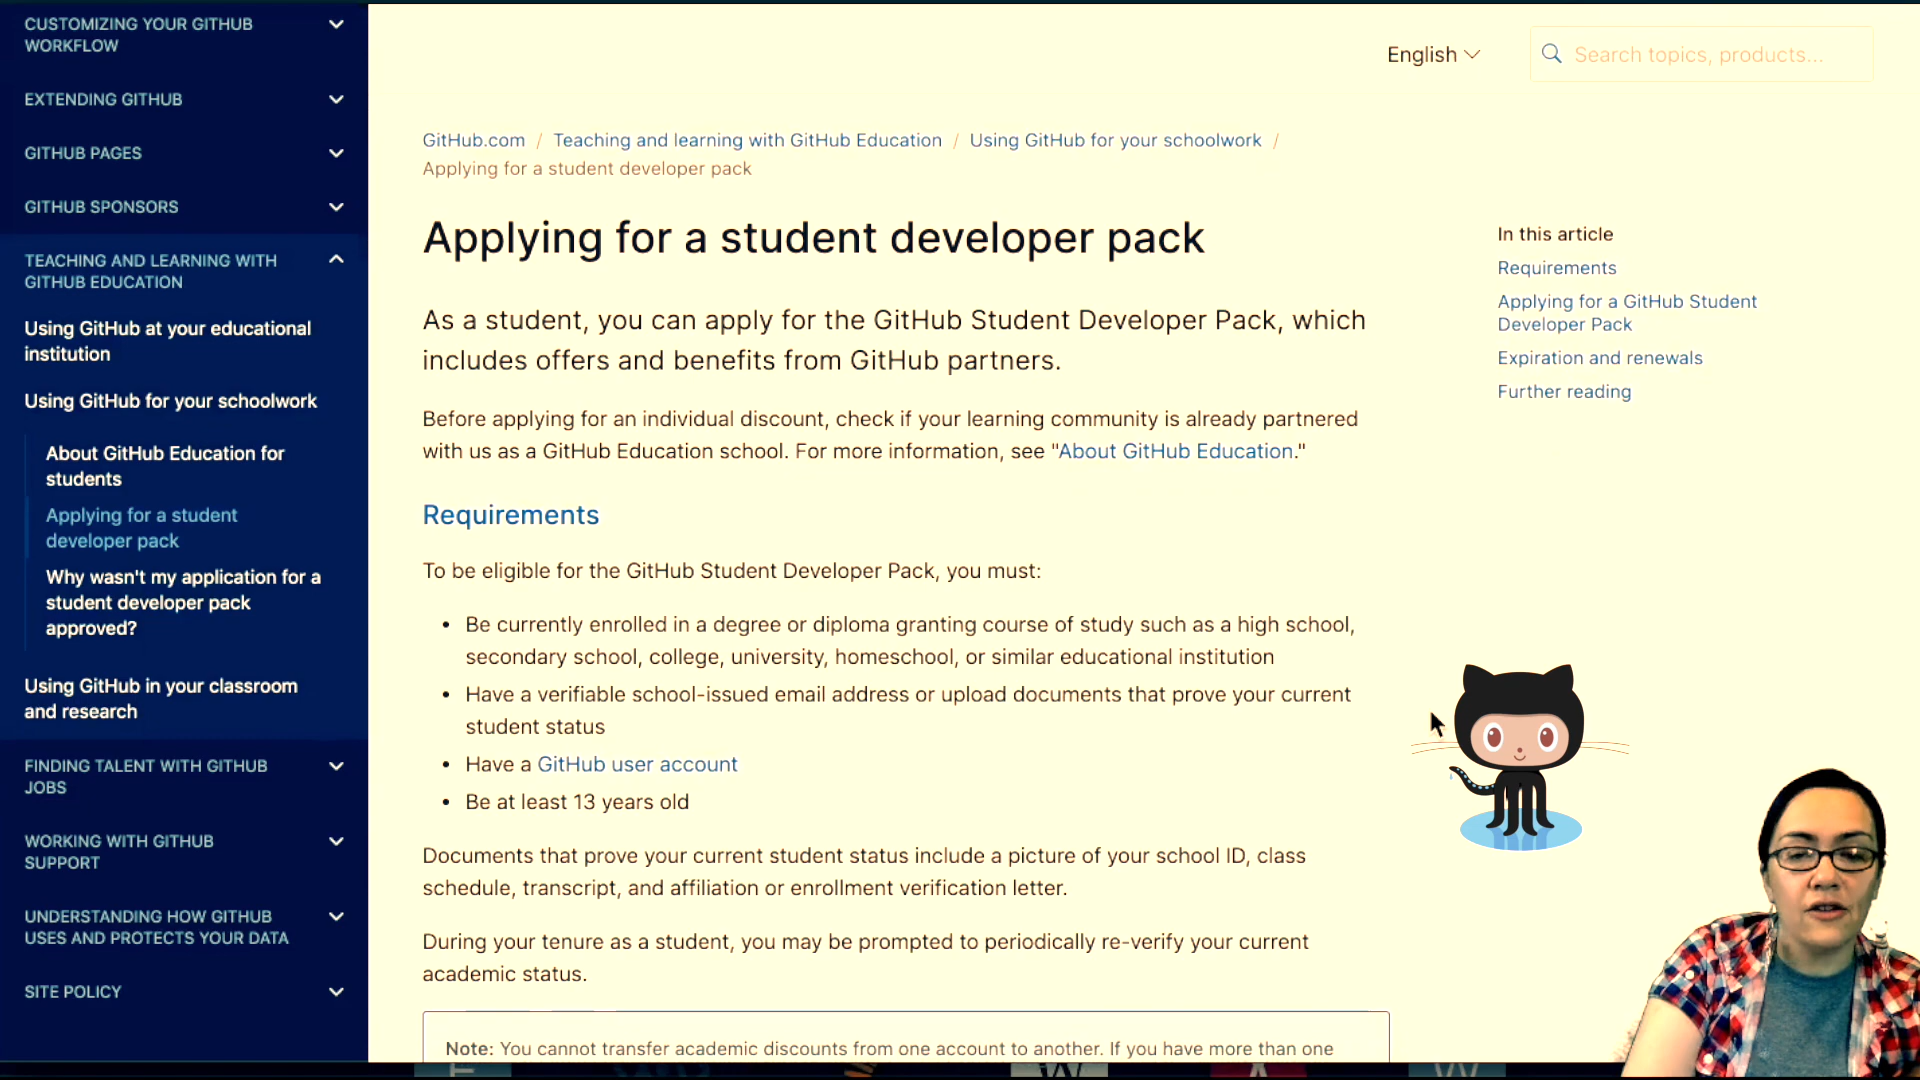 CUSTOMIZING YOUR GITHUB
WORKFLOW
EXTENDING GITHUB
GITHUB PAGES
GITHUB SPONSORS
TEACHING AND LEARNING WITH
GITHUB EDUCATION
Using GitHub at your educational
institution
Using GitHub for your schoolwork
About GitHub Education for
students
Applying for a student
developer pack
Why wasn't my application for a
student developer pack
approved?
Using GitHub in your classroom
and research
FINDING TALENT WITH GITHUB
JOBS
WORKING WITH GITHUB
SUPPORT
UNDERSTANDING HOW GITHUB
USES AND PROTECTS YOUR DATA
SITE POLICY
English
Search topics, products...
GitHub.com / Teaching and learning with GitHub Education / Using GitHub for your schoolwork /
Applying for a student developer pack
Applying for a student developer pack
As a student, you can apply for the GitHub Student Developer Pack, which
includes offers and benefits from GitHub partners.
Before applying for an individual discount, check if your learning community is already partnered
with us as a GitHub Education school. For more information, see "About GitHub Education."
Requirements
To be eligible for the GitHub Student Developer Pack, you must:
• Be currently enrolled in a degree or diploma granting course of study such as a high school,
secondary school, college, university, homeschool, or similar educational institution
• Have a verifiable school-issued email address or upload documents that prove your current
student status
• Have a GitHub user account
• Be at least 13 years old
Documents that prove your current student status include a picture of your school ID, class
schedule, transcript, and affiliation or enrollment verification letter.
During your tenure as a student, you may be prompted to periodically re-verify your current
academic status.
Note: You cannot transfer academic discounts from one account to another. If you have more than one
In this article
Requirements
Applying for a GitHub Student
Developer Pack
Expiration and renewals
Further reading